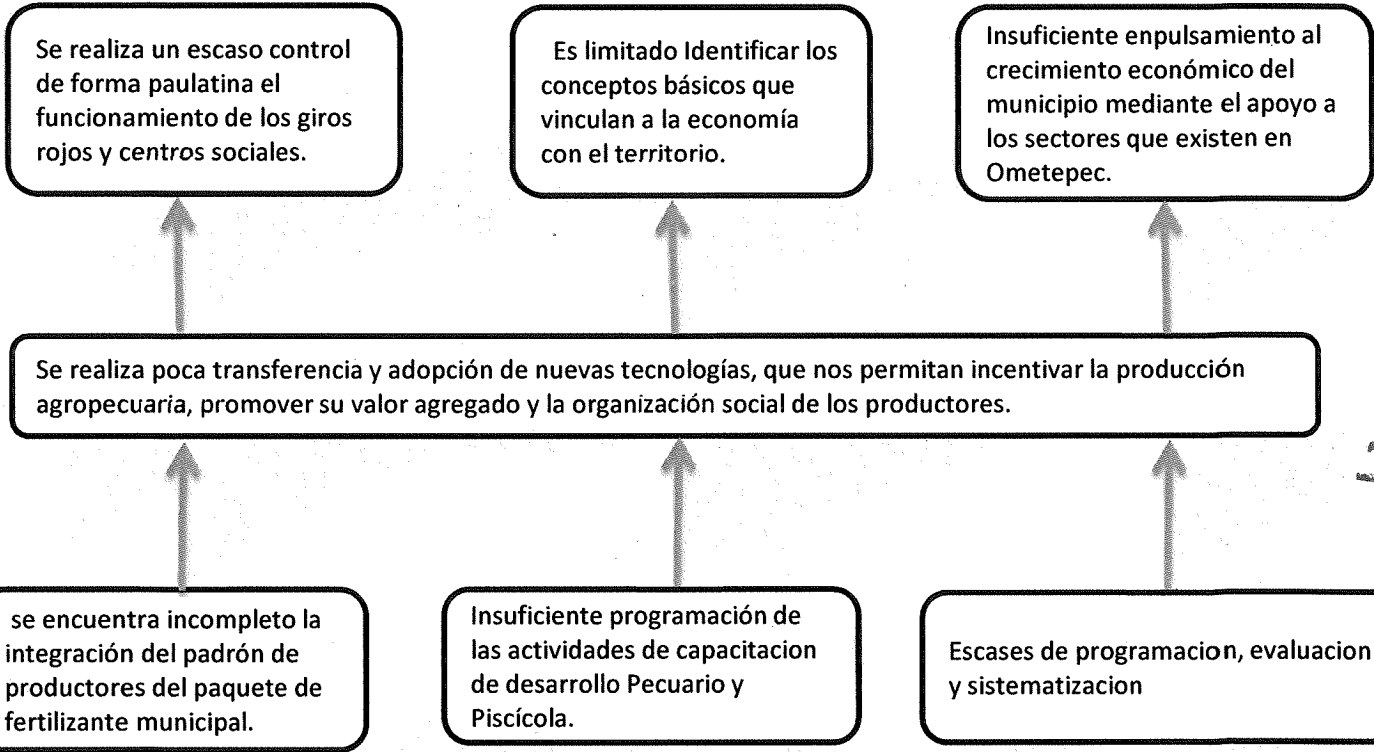 Se realiza un escaso control
de forma paulatina el
funcionamiento de los giros
rojos y centros sociales.
Es limitado Identificar los
conceptos básicos que
vinculan a la economía
con el territorio.
Insuficiente enpulsamiento al
crecimiento económico del
municipio mediante el apoyo a
los sectores que existen en
Ometepec.
Se realiza poca transferencia y adopción de nuevas tecnologías, que nos permitan incentivar la producción
agropecuaria, promover su valor agregado y la organización social de los productores.
se encuentra incompleto la
integración del padrón de
productores del paquete de
fertilizante municipal.
Insuficiente programación de
las actividades de capacitacion
de desarrollo Pecuario y
Piscícola.
Escases de programacion, evaluacion
y sistematizacion